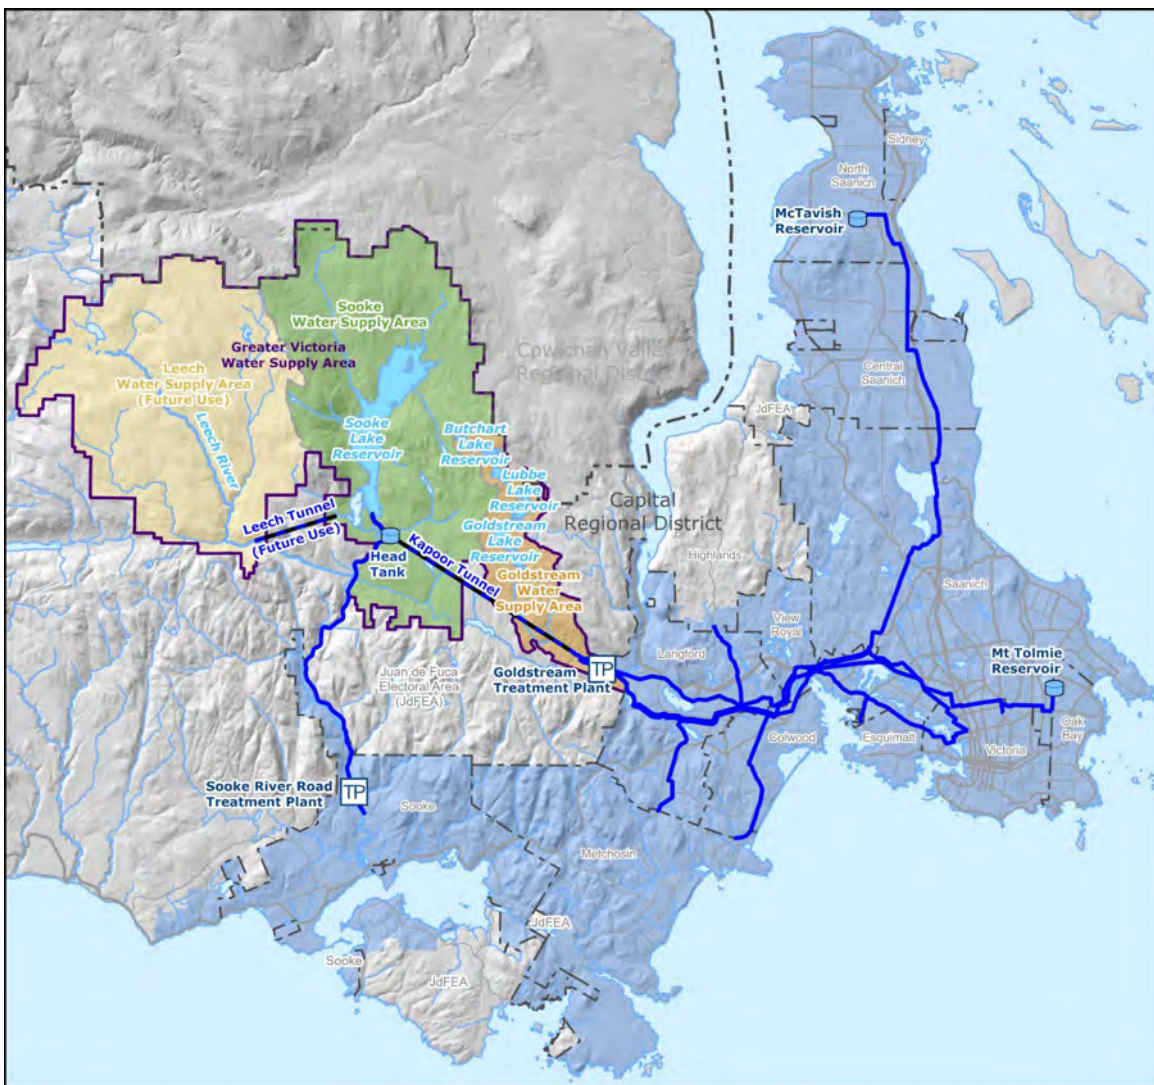 Sidney
North
Saanich
McTavish
Reservoir
Sooke
Water Supply Area
Greater Victoria
Water Supply Area
Cowichan Valley
Regional District
Leech
Water Supply Area
(Future Use)
Central
Saanich
JdFEA
Leech River
Sooke
Lake
Reservoir
Butchart
Lake
Reservoir
Lubbe
Lake
Reservoir
Capital
Regional District
Leech Tunnel
(Future Use)
Goldstream
Lake
Reservoir
Highlands
Head
Tank
Kapoor Tunnel
Goldstream
Water
Supply Area
Saanich
View
Royal
Langford
Mt Tolmie
Reservoir
Juan de Fuca
Electoral Area
(JdFEA)
Goldstream
Treatment Plant
TP
Colwood
Esquimalt
Victoria
Oak
Bay
Sooke River Road
Treatment Plant
TP
Sooke
Metchosin
JdFEA
Sooke
JdFEA